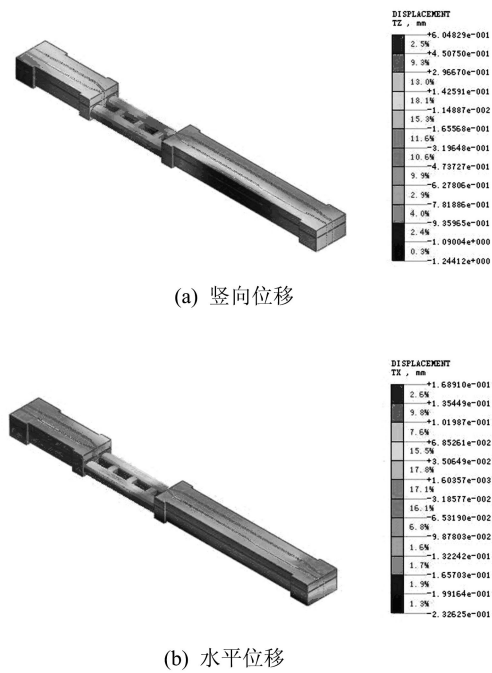 DISPLACEMENT
TZ , mm
+6.04829e-001
2.5%
+4.50750e-001
9.3%
+2.96670e-001
13.0%
+1.42591e-001
18.1%
-1.14887e-002
15.3%
-1.65568e-001
11.6%
-3.19648e-001
10.6%
-4.73727e-001
9.9%
-6.27806e-001
2.9%
-7.81886e-001
4.0%
-9.35965e-001
2.4%
-1.09004e+000
0.3%
-1.24412e+000
(a) 竖向位移
DISPLACEMENT
TX , mm
+1.68910e-001
2.6%
+1.35449e-001
9.8%
+1.01987e-001
7.6%
+6.85261e-002
15.5%
+3.50649e-002
17.8%
+1.60357e-003
17.1%
-3.18577e-002
16.1%
-6.53190e-002
6.8%
-9.87803e-002
1.6%
-1.32242e-001
1.7%
-1.65703e-001
1.9%
-1.99164e-001
1.3%
-2.32625e-001
(b) 水平位移